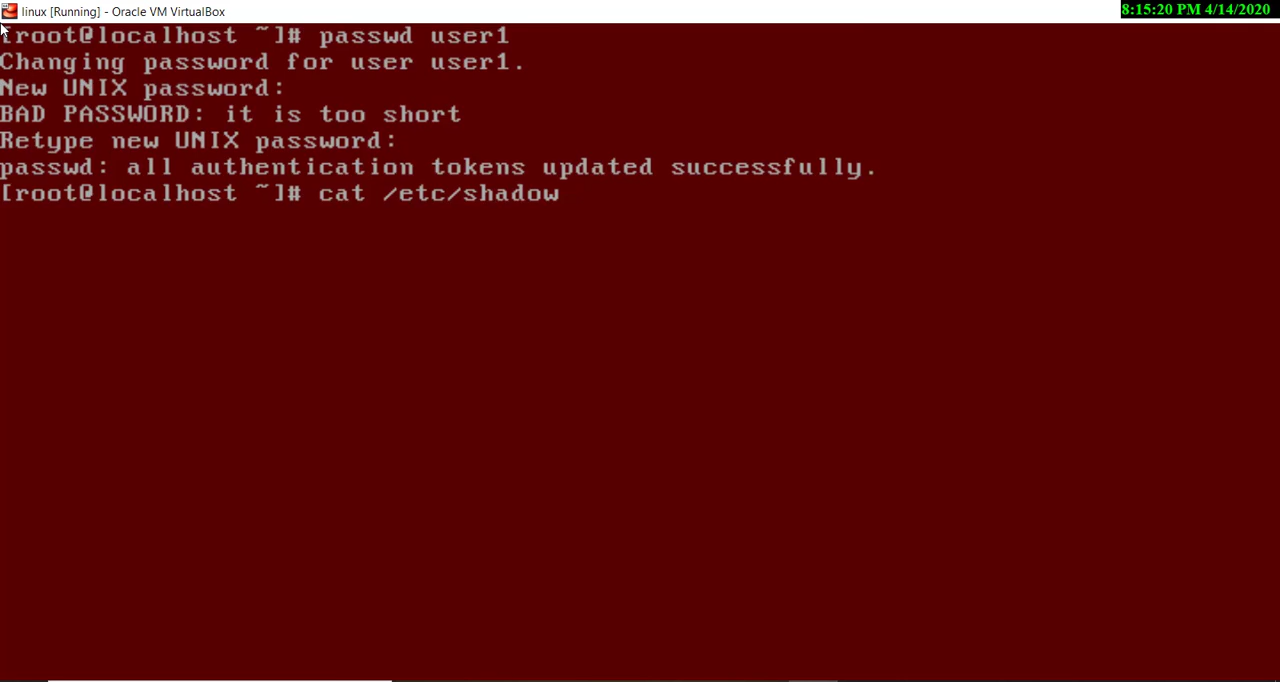 linux [Running] - Oracle VM VirtualBox
8:15:20 PM 4/14/2020
[root@localhost ~]# passwd user1
Changing password for user user1.
New UNIX password:
BAD PASSWORD: it is too short
Retype new UNIX password:
passwd: all authentication tokens updated successfully.
[root@localhost ~]# cat /etc/shadow